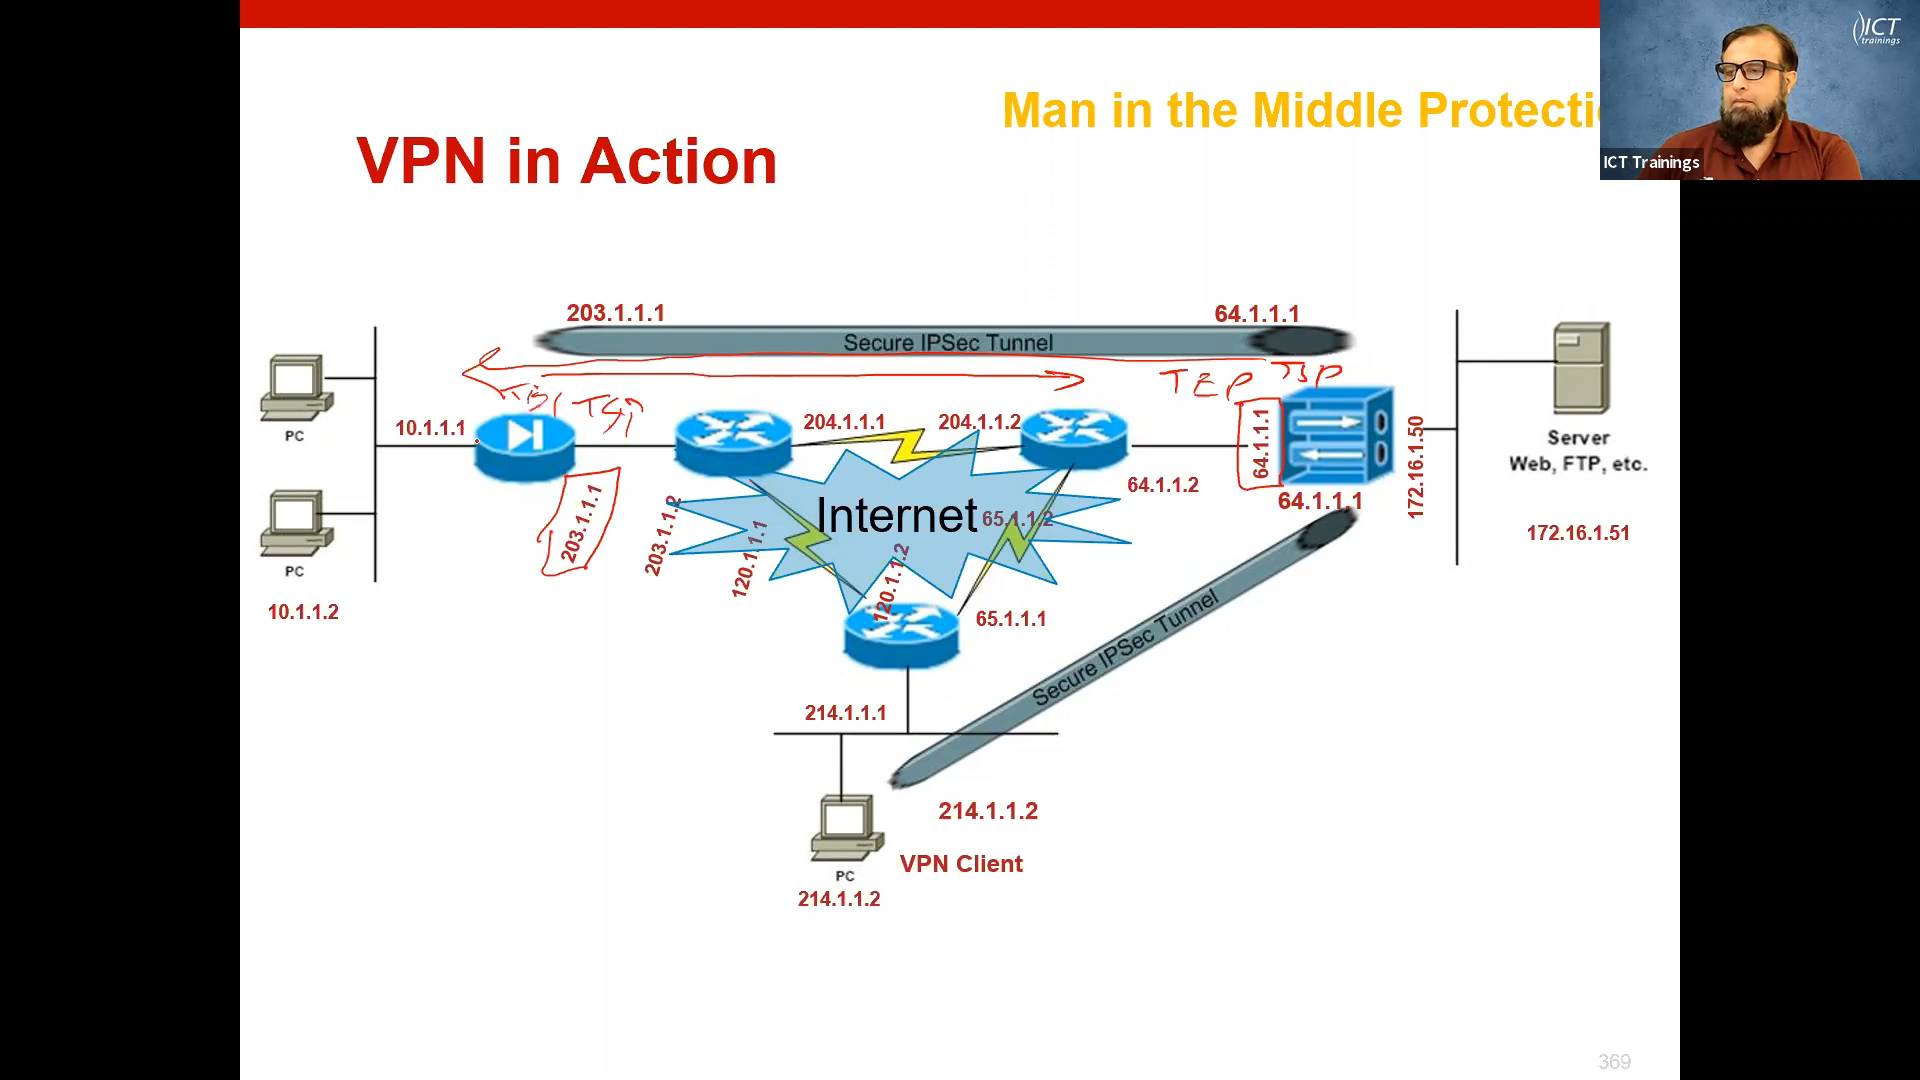 ICT
trainings
Man in the Middle Protecti
VPN in Action
ICT Trainings
203.1.1.1
64.1.1.1
Secure IPSec Tunnel
TEP
PC
10.1.1.1
204.1.1.1
204.1.1.2
64.1.1.1
172.16.1.50
Server
Web, FTP, etc.
64.1.1.2
64.1.1.1
203.1.1.1
203.1.1.2
120.1.1.1
Internet
65.1.1.2
120.1.1.2
172.16.1.51
PC
10.1.1.2
65.1.1.1
Secure IPSec Tunnel
214.1.1.1
214.1.1.2
VPN Client
PC
214.1.1.2
369